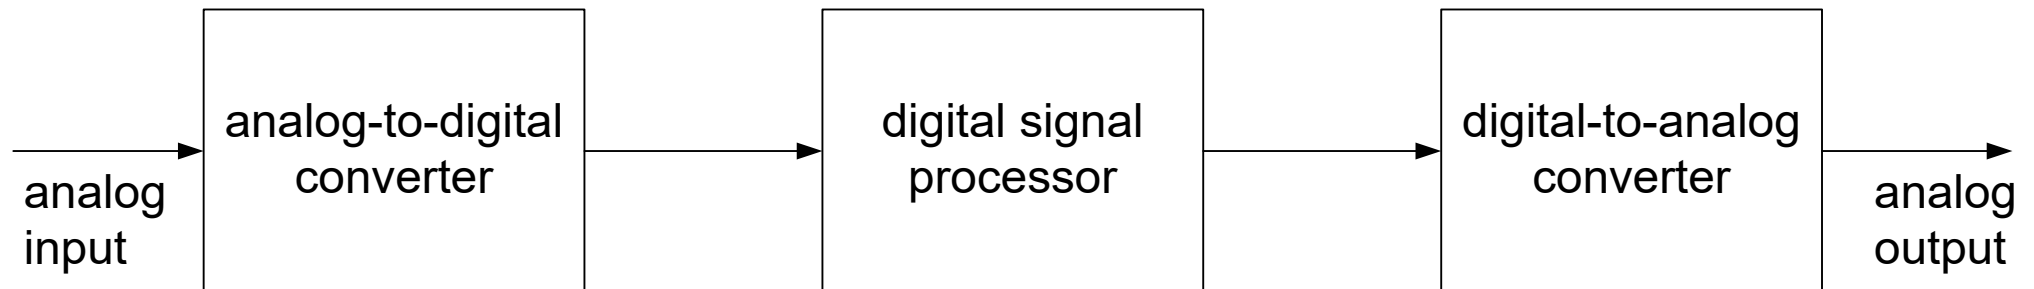 analog
input
analog-to-digital
converter
digital signal
processor
digital-to-analog
converter
analog
output